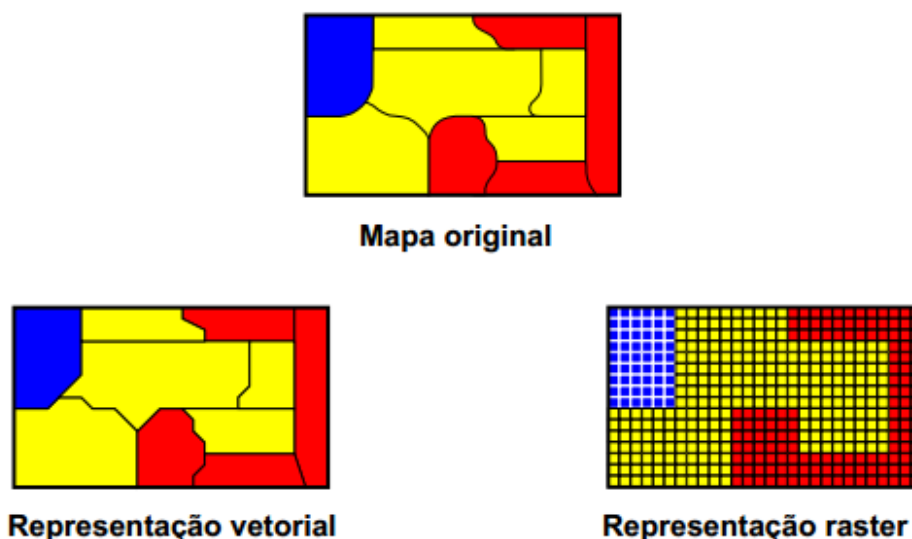 Mapa original
Representação vetorial
Representação raster